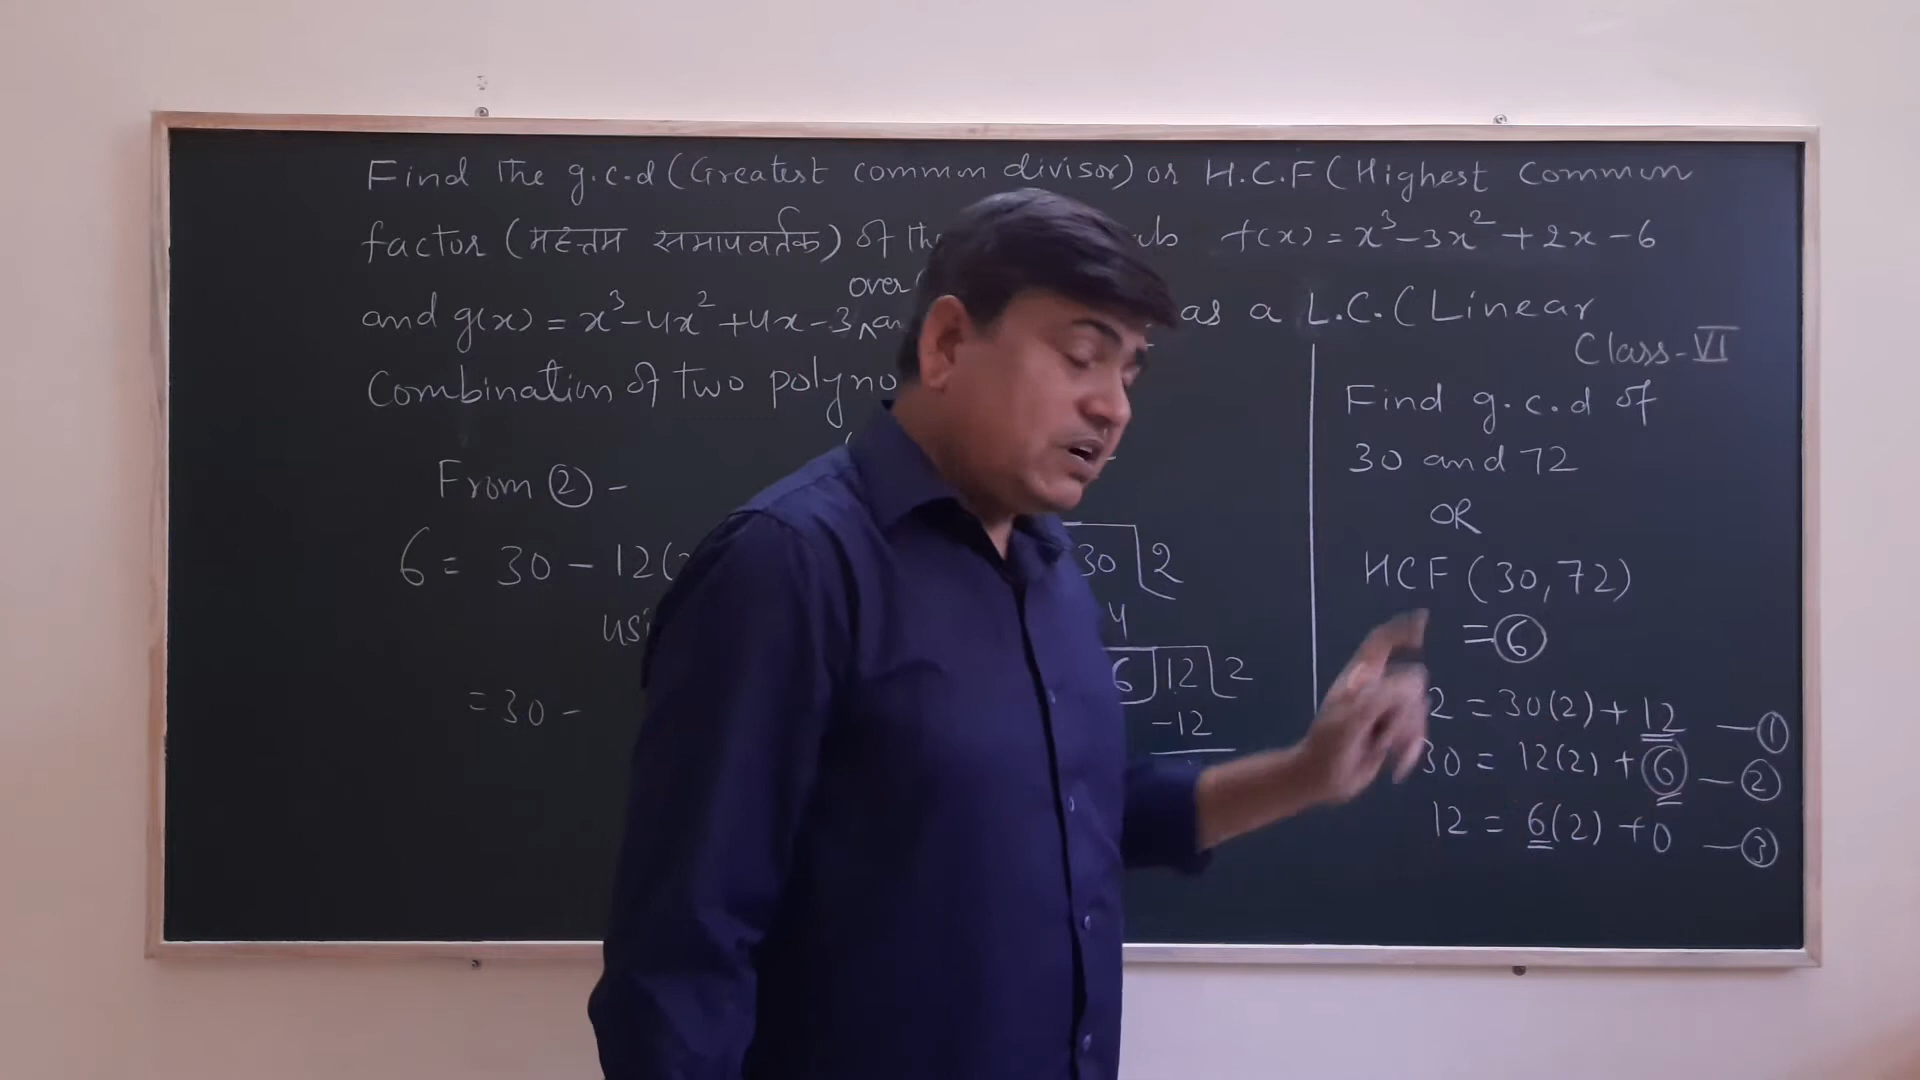 Find the g.c.d (Greatest common divisor) or H.C.F (Highest Common
factor (महत्तम समापवर्तक) of the f(x) = x³-3x²+2x-6
over
and g(x) = x³-4x²+4x-3 as a L.C. (Linear
Combination of two
From ② -
6 = 30 - 12(
= 30 -
30 2
4
6 12 2
-12
Class-VI
Find g.c.d of
30 and 72
OR
HCF (30, 72)
= 6
2 = 30(2) + 12 — ①
30 = 12(2) + 6 — ②
12 = 6(2) + 0 — ③